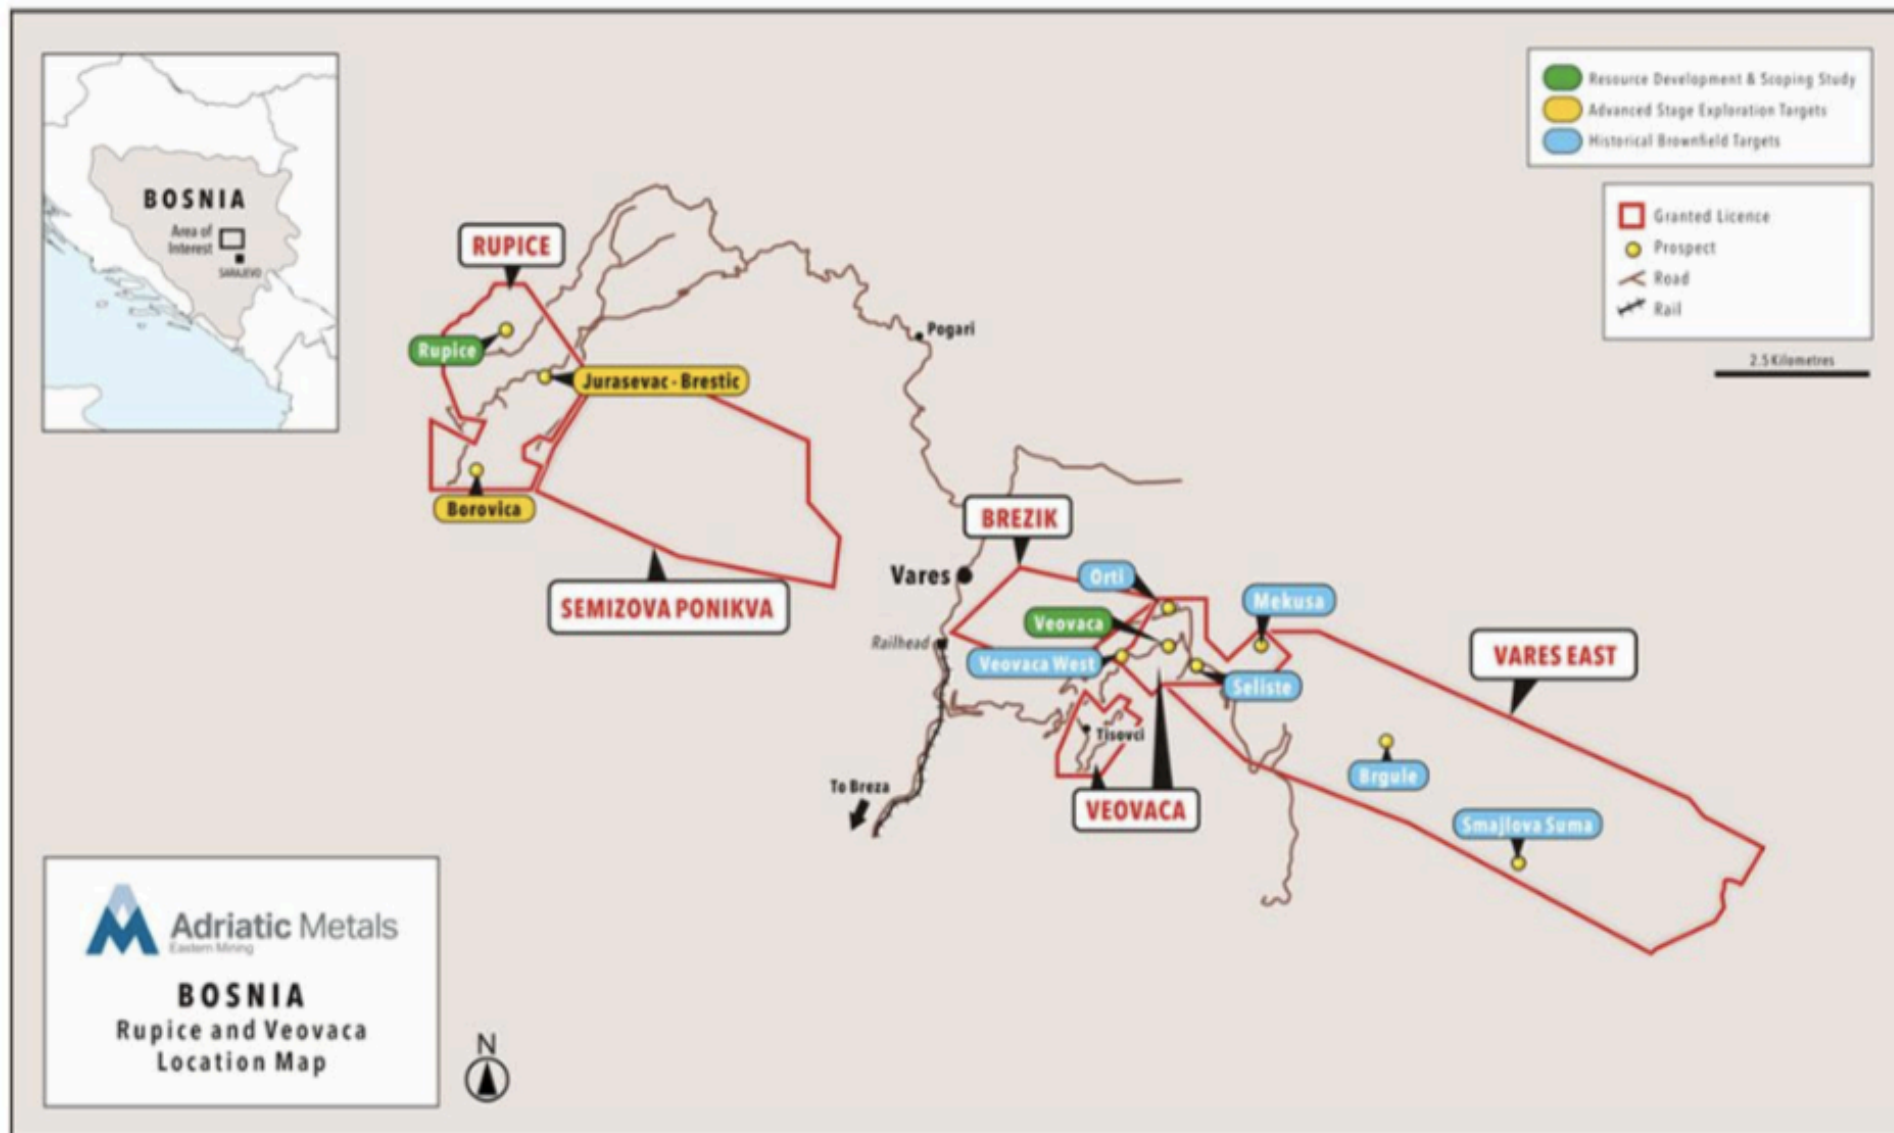 BOSNIA
Area of
Interest
SARAJEVO
Resource Development & Scoping Study
Advanced Stage Exploration Targets
Historical Brownfield Targets
Granted Licence
Prospect
Road
Rail
2.5 Kilometres
RUPICE
Rupice
Jurasevac - Brestic
Borovica
SEMIZOVA PONIKVA
Pogari
BREZIK
Vares
Orti
Mekusa
Veovaca
Railhead
Veovaca West
Seliste
VARES EAST
Tisovci
Brgule
To Breza
VEOVACA
Smajlova Suma
Adriatic Metals
Eastern Mining
BOSNIA
Rupice and Veovaca
Location Map
N